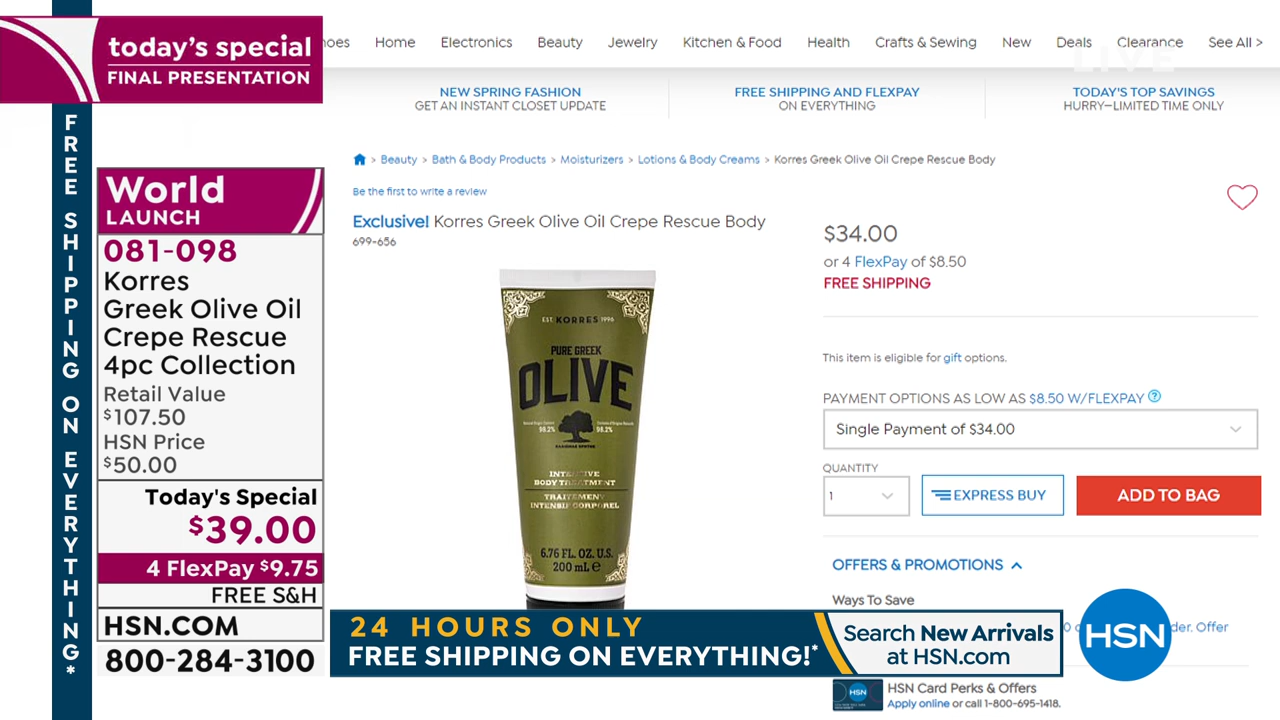 today's special
FINAL PRESENTATION
FREE SHIPPING ON EVERYTHING*
World
LAUNCH
081-098
Korres
Greek Olive Oil
Crepe Rescue
4pc Collection
Retail Value
$107.50
HSN Price
$50.00
Today's Special
$39.00
4 FlexPay $9.75
FREE S&H
HSN.COM
800-284-3100
Home Electronics Beauty Jewelry Kitchen & Food Health Crafts & Sewing New Deals Clearance See All >
LIVE
NEW SPRING FASHION
GET AN INSTANT CLOSET UPDATE
FREE SHIPPING AND FLEXPAY
ON EVERYTHING
TODAY'S TOP SAVINGS
HURRY—LIMITED TIME ONLY
> Beauty > Bath & Body Products > Moisturizers > Lotions & Body Creams > Korres Greek Olive Oil Crepe Rescue Body
Be the first to write a review
Exclusive! Korres Greek Olive Oil Crepe Rescue Body
699-656
EST. KORRES 1996
PURE GREEK
OLIVE
98.2% 98.2%
INTENSIVE
BODY TREATMENT
TRAITEMENT
INTENSIF CORPOREL
6.76 FL. OZ. U.S.
200 mL e
$34.00
or 4 FlexPay of $8.50
FREE SHIPPING
This item is eligible for gift options.
PAYMENT OPTIONS AS LOW AS $8.50 W/FLEXPAY ?
Single Payment of $34.00
QUANTITY
1
EXPRESS BUY
ADD TO BAG
OFFERS & PROMOTIONS
Ways To Save
der. Offer
HSN
HSN Card Perks & Offers
Apply online or call 1-800-695-1418.
24 HOURS ONLY
FREE SHIPPING ON EVERYTHING!*
Search New Arrivals
at HSN.com
HSN